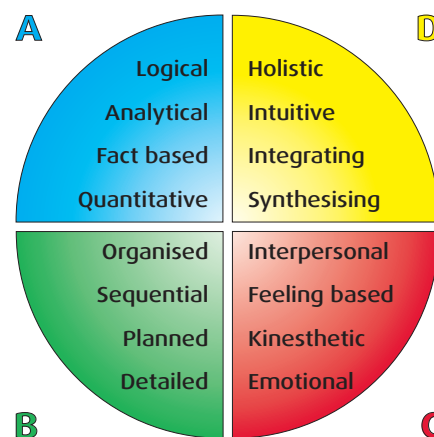 A
D
Logical
Analytical
Fact based
Quantitative
Holistic
Intuitive
Integrating
Synthesising
Organised
Sequential
Planned
Detailed
Interpersonal
Feeling based
Kinesthetic
Emotional
B
C